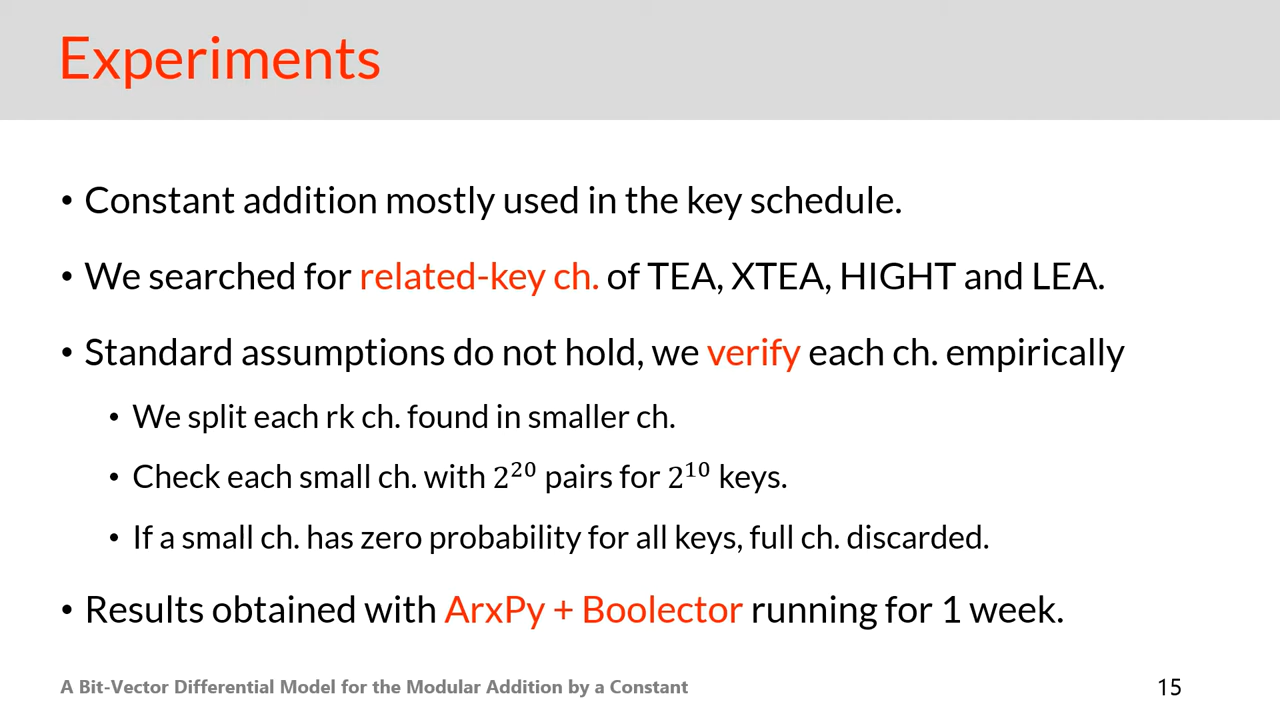 Experiments
• Constant addition mostly used in the key schedule.
• We searched for related-key ch. of TEA, XTEA, HIGHT and LEA.
• Standard assumptions do not hold, we verify each ch. empirically
• We split each rk ch. found in smaller ch.
• Check each small ch. with 2²⁰ pairs for 2¹⁰ keys.
• If a small ch. has zero probability for all keys, full ch. discarded.
• Results obtained with ArxPy + Boolector running for 1 week.
A Bit-Vector Differential Model for the Modular Addition by a Constant
15